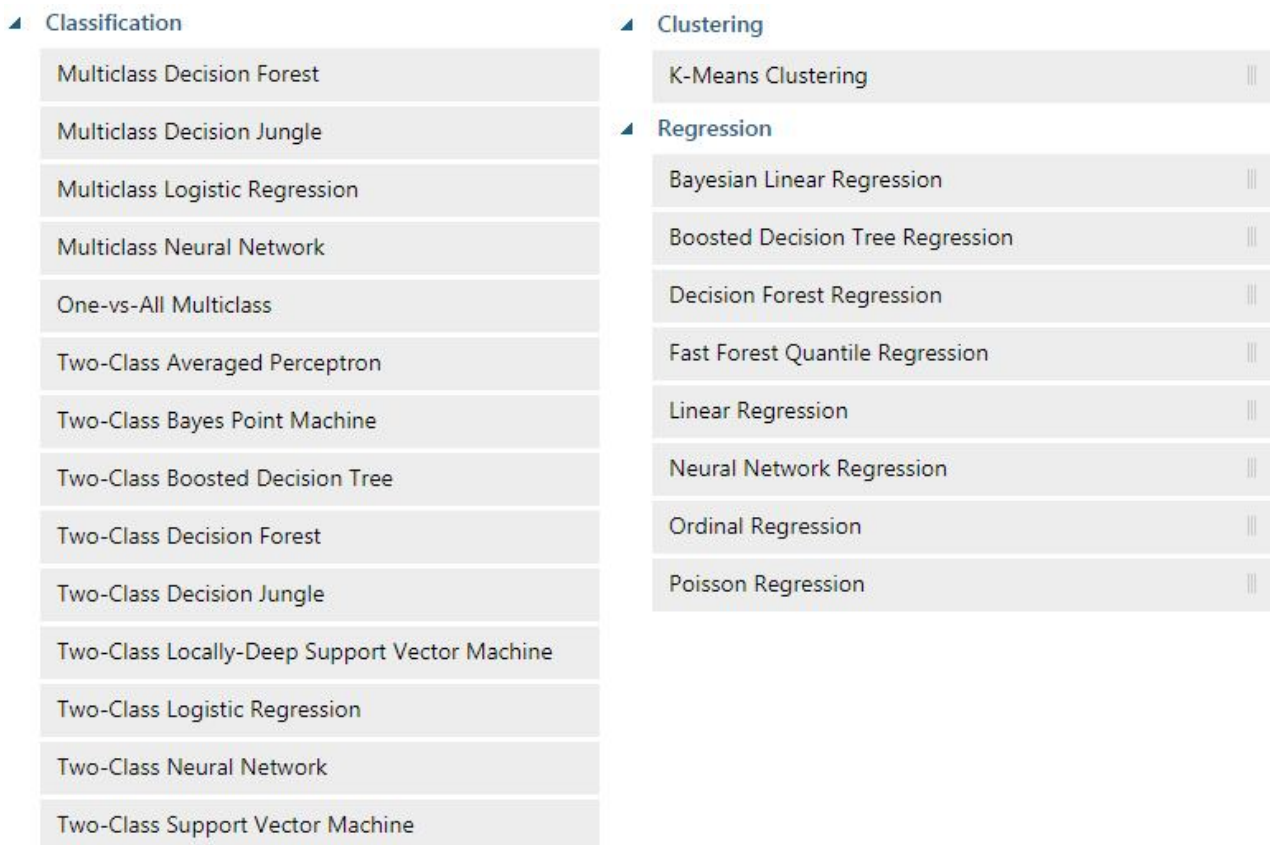 Classification
Multiclass Decision Forest
Multiclass Decision Jungle
Multiclass Logistic Regression
Multiclass Neural Network
One-vs-All Multiclass
Two-Class Averaged Perceptron
Two-Class Bayes Point Machine
Two-Class Boosted Decision Tree
Two-Class Decision Forest
Two-Class Decision Jungle
Two-Class Locally-Deep Support Vector Machine
Two-Class Logistic Regression
Two-Class Neural Network
Two-Class Support Vector Machine
Clustering
K-Means Clustering
Regression
Bayesian Linear Regression
Boosted Decision Tree Regression
Decision Forest Regression
Fast Forest Quantile Regression
Linear Regression
Neural Network Regression
Ordinal Regression
Poisson Regression